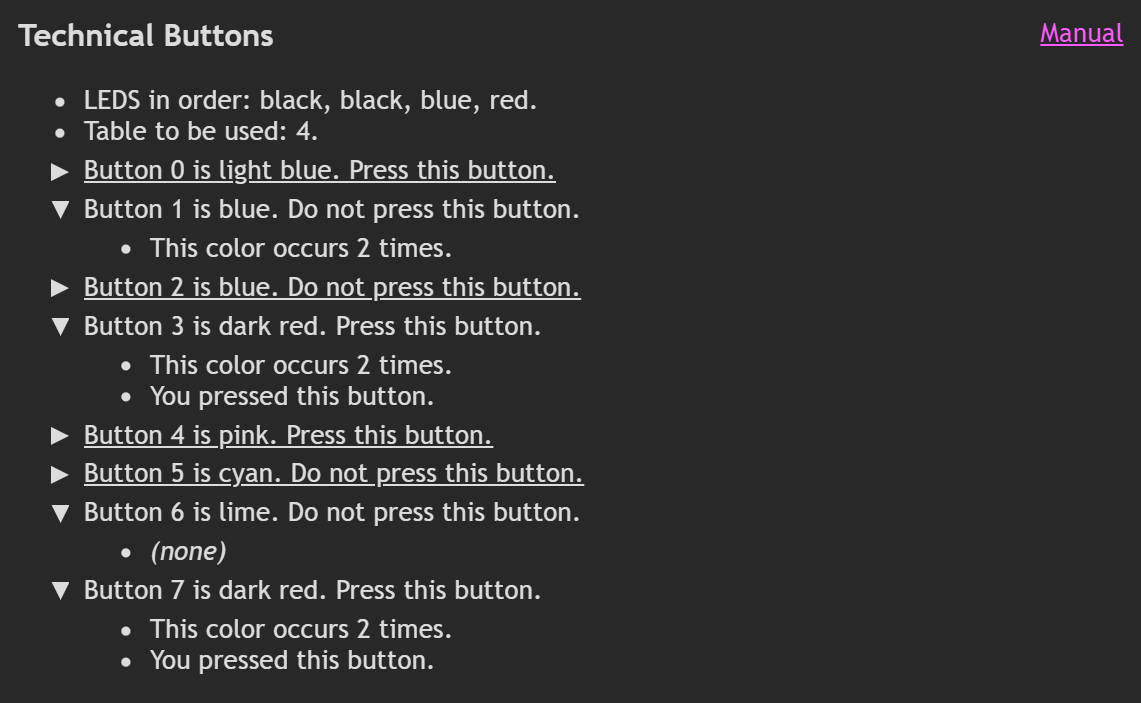 Technical Buttons
Manual
LEDS in order: black, black, blue, red.
Table to be used: 4.
Button 0 is light blue. Press this button.
Button 1 is blue. Do not press this button.
This color occurs 2 times.
Button 2 is blue. Do not press this button.
Button 3 is dark red. Press this button.
This color occurs 2 times.
You pressed this button.
Button 4 is pink. Press this button.
Button 5 is cyan. Do not press this button.
Button 6 is lime. Do not press this button.
(none)
Button 7 is dark red. Press this button.
This color occurs 2 times.
You pressed this button.